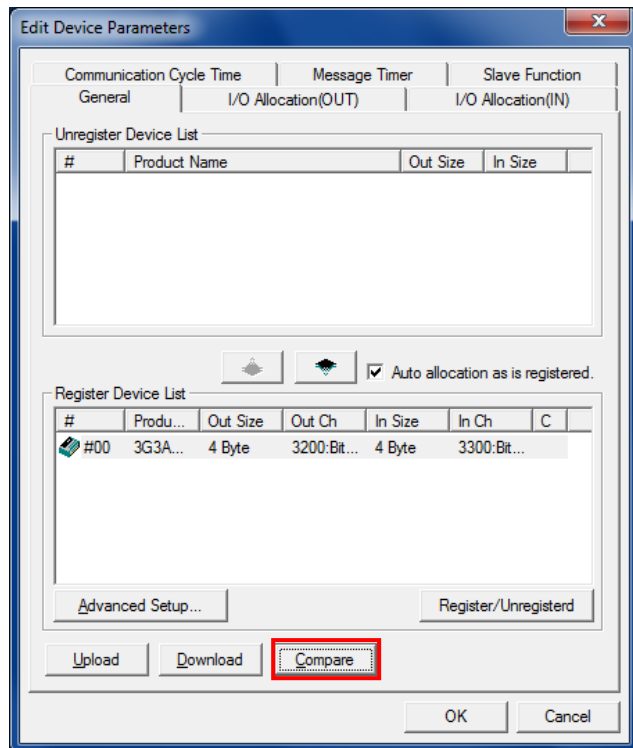 Edit Device Parameters
Communication Cycle Time Message Timer Slave Function
General I/O Allocation(OUT) I/O Allocation(IN)
Unregister Device List
# Product Name Out Size In Size
Auto allocation as is registered.
Register Device List
# Produ... Out Size Out Ch In Size In Ch C
#00 3G3A... 4 Byte 3200:Bit... 4 Byte 3300:Bit...
Advanced Setup... Register/Unregisterd
Upload Download Compare
OK Cancel